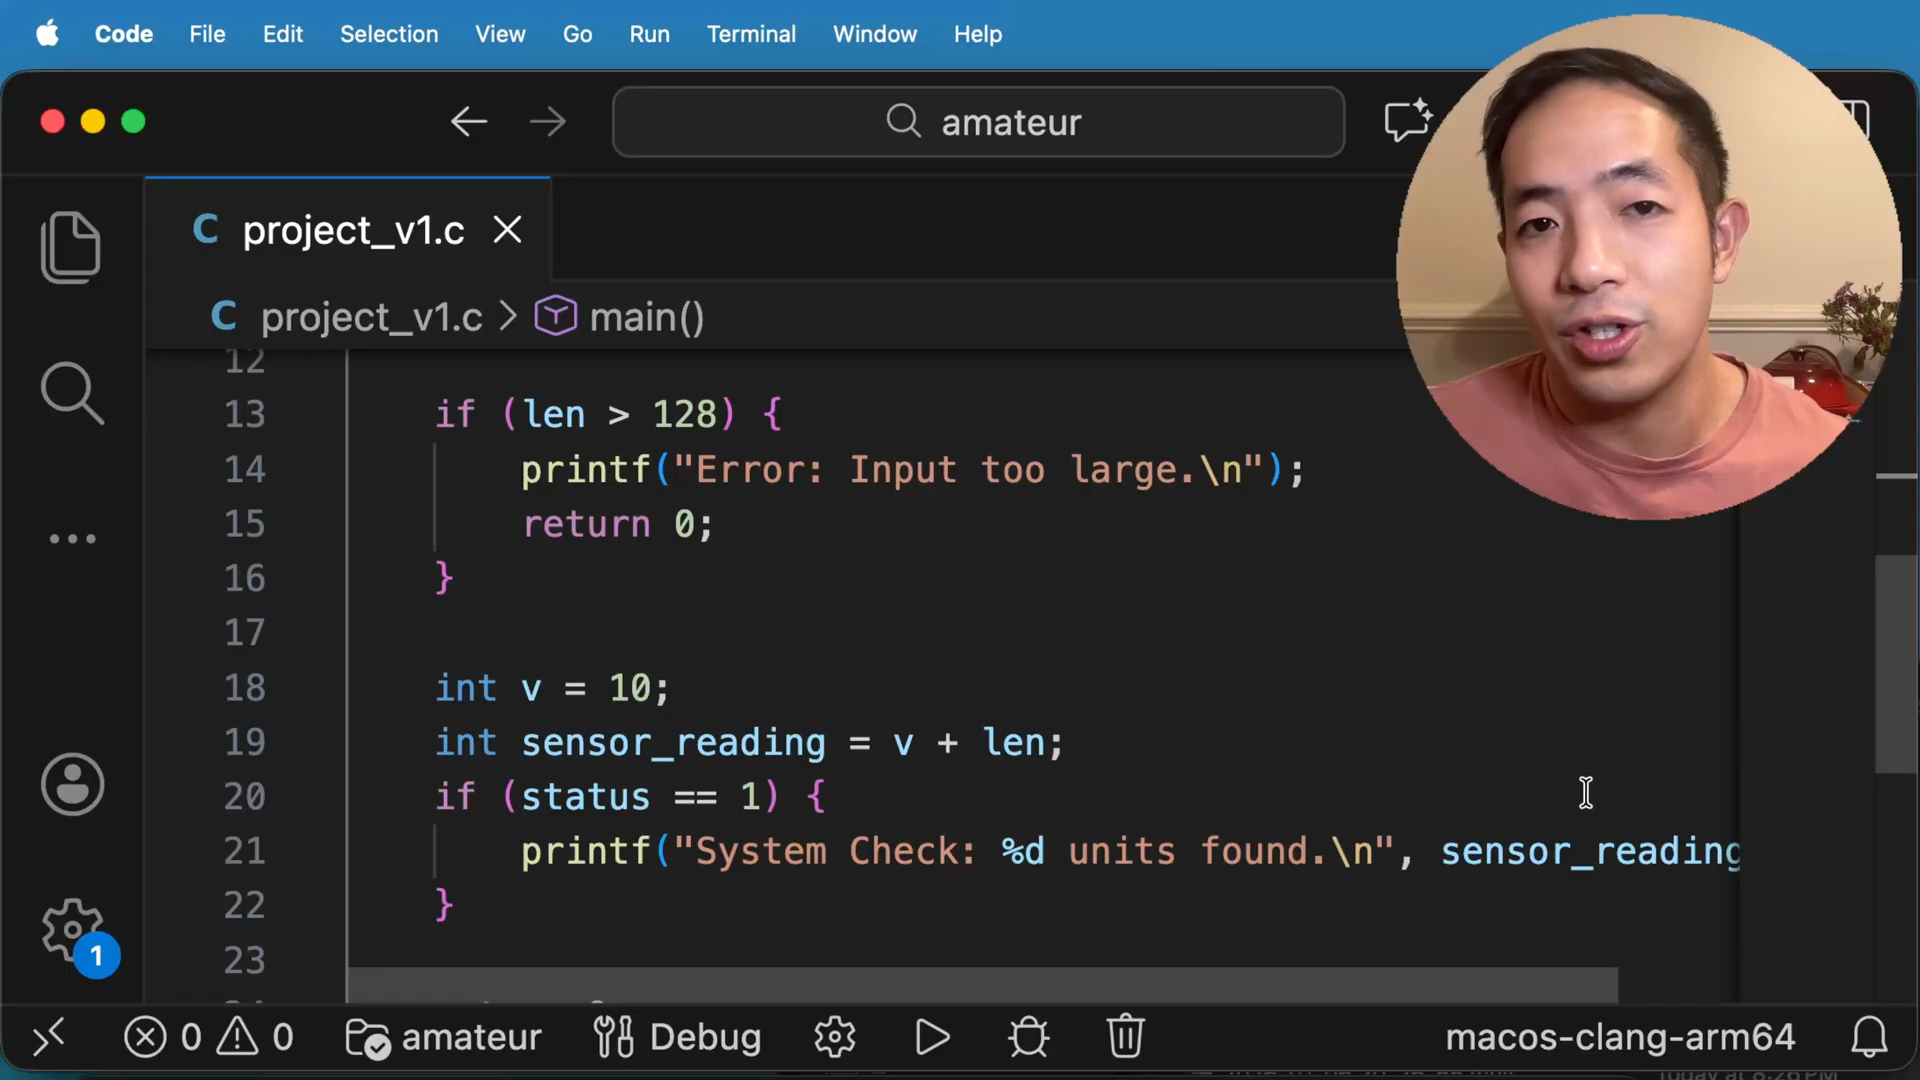 Code File Edit Selection View Go Run Terminal Window Help
amateur
C project_v1.c
C project_v1.c > main()
12
13 if (len > 128) {
14 printf("Error: Input too large.\n");
15 return 0;
16 }
17
18 int v = 10;
19 int sensor_reading = v + len;
20 if (status == 1) {
21 printf("System Check: %d units found.\n", sensor_reading
22 }
23
1
0 0 amateur Debug macos-clang-arm64